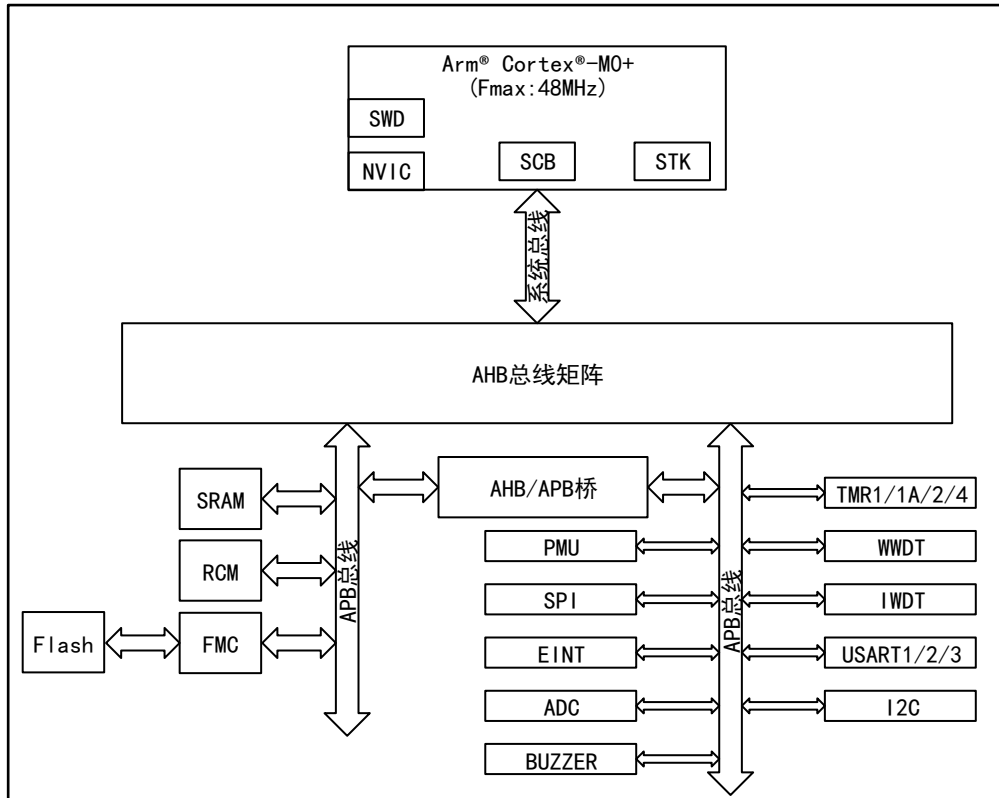 Arm® Cortex®-M0+
(Fmax:48MHz)
SWD
NVIC
SCB
STK
系统总线
AHB总线矩阵
SRAM
RCM
Flash
FMC
APB总线
AHB/APB桥
PMU
SPI
EINT
ADC
BUZZER
APB总线
TMR1/1A/2/4
WWDT
IWDT
USART1/2/3
I2C